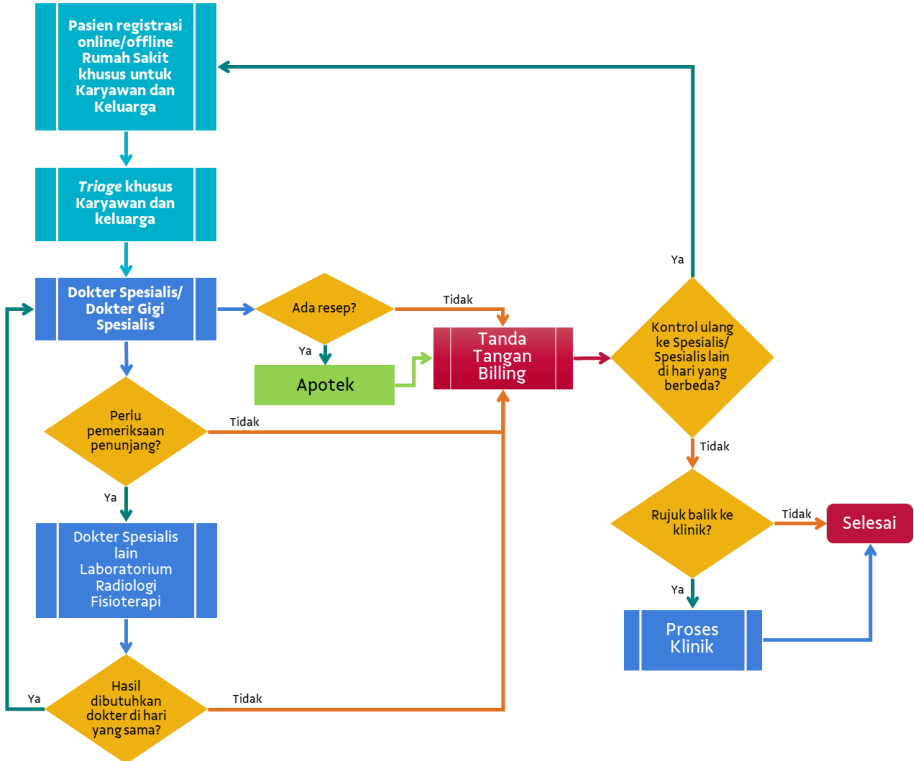 Pasien registrasi
online/offline
Rumah Sakit
khusus untuk
Karyawan dan
Keluarga
Triage khusus
Karyawan dan
keluarga
Dokter Spesialis/
Dokter Gigi
Spesialis
Ada resep?
Tidak
Ya
Apotek
Tanda
Tangan
Billing
Ya
Kontrol ulang
ke Spesialis/
Spesialis lain
di hari yang
berbeda?
Tidak
Perlu
pemeriksaan
penunjang?
Tidak
Ya
Dokter Spesialis
lain
Laboratorium
Radiologi
Fisioterapi
Hasil
dibutuhkan
dokter di hari
yang sama?
Ya
Tidak
Rujuk balik ke
klinik?
Tidak
Selesai
Ya
Proses
Klinik